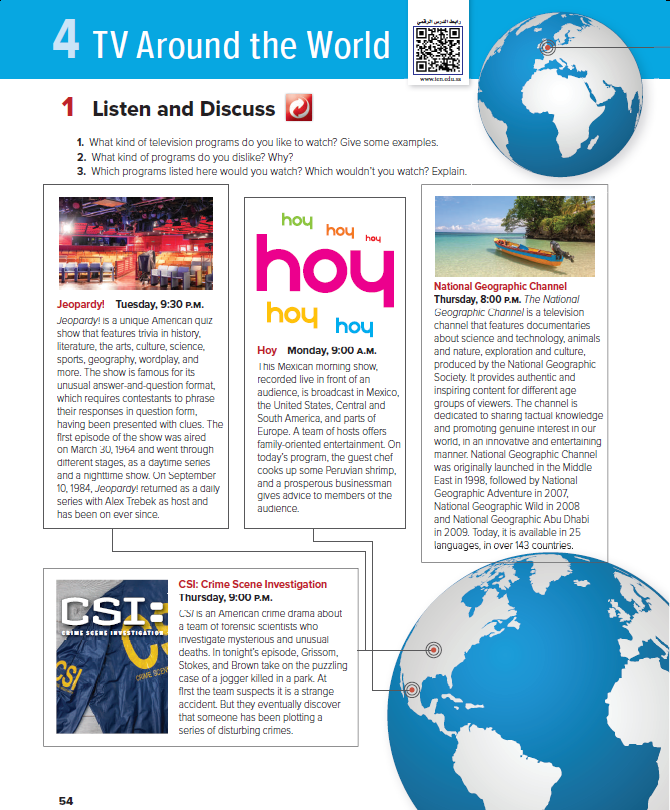 4 TV Around the World
رابط الدرس الرقمي
www.ien.edu.sa
1 Listen and Discuss
1. What kind of television programs do you like to watch? Give some examples.
2. What kind of programs do you dislike? Why?
3. Which programs listed here would you watch? Which wouldn't you watch? Explain.
Jeopardy! Tuesday, 9:30 P.M.
Jeopardy! is a unique American quiz
show that features trivia in history,
literature, the arts, culture, science,
sports, geography, wordplay, and
more. The show is famous for its
unusual answer-and-question format,
which requires contestants to phrase
their responses in question form,
having been presented with clues. The
first episode of the show was aired
on March 30, 1964 and went through
different stages, as a daytime series
and a nighttime show. On September
10, 1984, Jeopardy! returned as a daily
series with Alex Trebek as host and
has been on ever since.
hoy
hoy
hoy
hoy
hoy
hoy
Hoy Monday, 9:00 A.M.
This Mexican morning show,
recorded live in front of an
audience, is broadcast in Mexico,
the United States, Central and
South America, and parts of
Europe. A team of hosts offers
family-oriented entertainment. On
today's program, the guest chef
cooks up some Peruvian shrimp,
and a prosperous businessman
gives advice to members of the
audience.
National Geographic Channel
Thursday, 8:00 P.M. The National
Geographic Channel is a television
channel that features documentaries
about science and technology, animals
and nature, exploration and culture,
produced by the National Geographic
Society. It provides authentic and
inspiring content for different age
groups of viewers. The channel is
dedicated to sharing factual knowledge
and promoting genuine interest in our
world, in an innovative and entertaining
manner. National Geographic Channel
was originally launched in the Middle
East in 1998, followed by National
Geographic Adventure in 2007,
National Geographic Wild in 2008
and National Geographic Abu Dhabi
in 2009. Today, it is available in 25
languages, in over 143 countries.
CSI:
CRIME SCENE INVESTIGATION
CSI
CS
CRIME SCENE
CSI: Crime Scene Investigation
Thursday, 9:00 P.M.
CSI is an American crime drama about
a team of forensic scientists who
investigate mysterious and unusual
deaths. In tonight's episode, Grissom,
Stokes, and Brown take on the puzzling
case of a jogger killed in a park. At
first the team suspects it is a strange
accident. But they eventually discover
that someone has been plotting a
series of disturbing crimes.
54